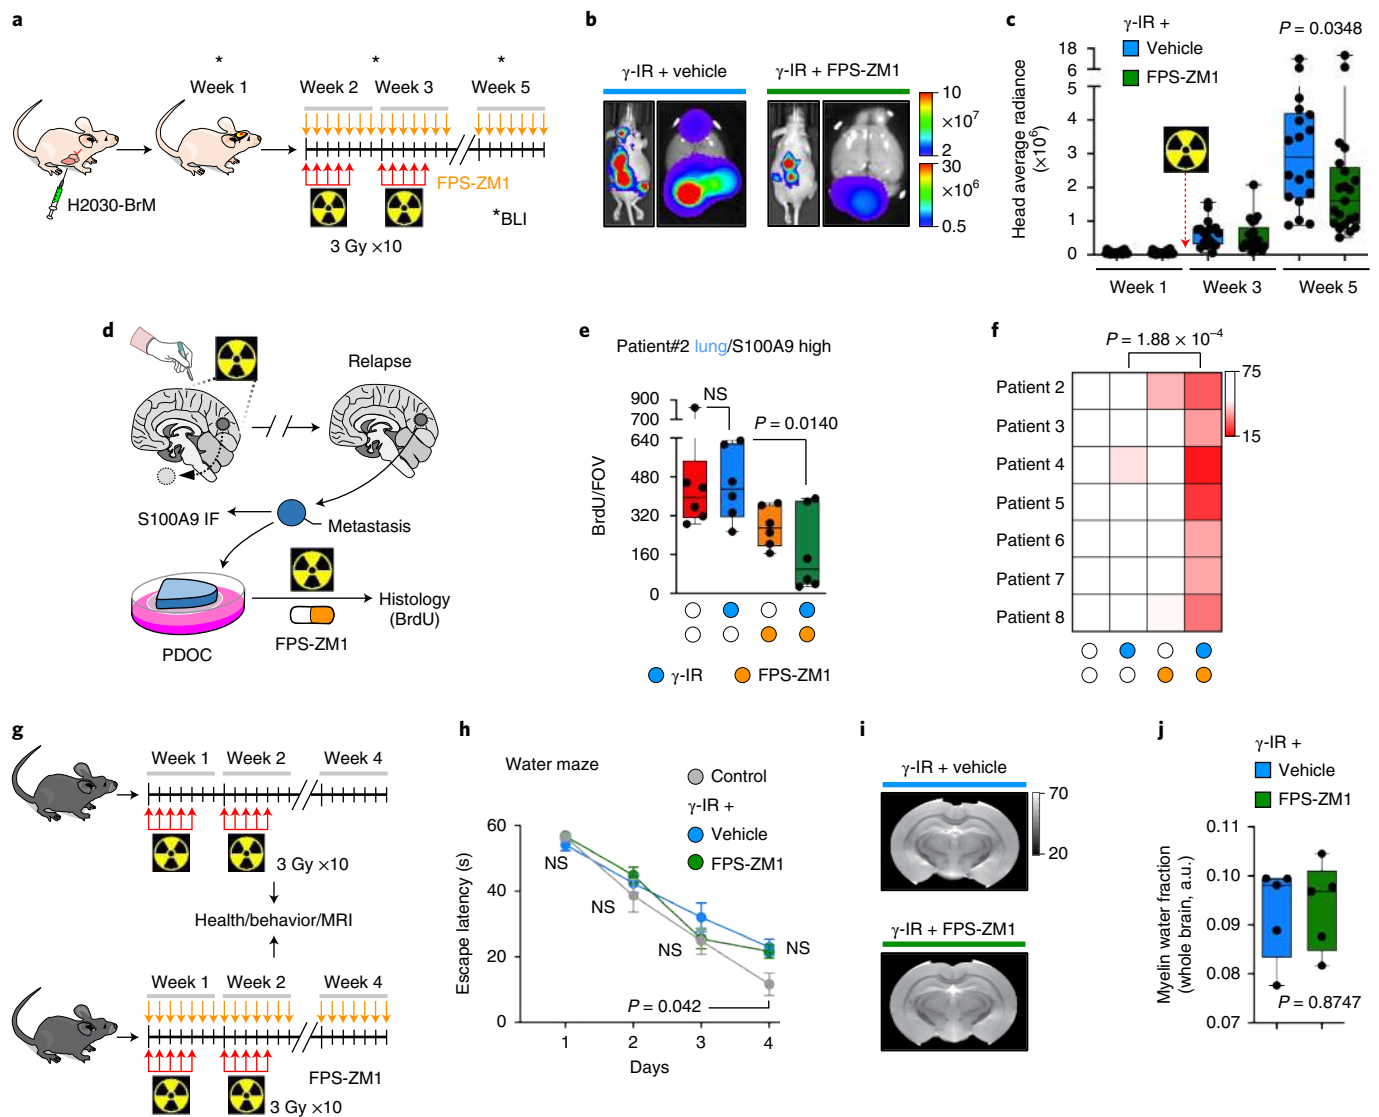 a
*
*
*
Week 1
Week 2
Week 3
Week 5
H2030-BrM
FPS-ZM1
*BLI
3 Gy ×10
b
γ-IR + vehicle
γ-IR + FPS-ZM1
10
×10⁷
2
30
×10⁶
0.5
c
γ-IR +
Vehicle
FPS-ZM1
P = 0.0348
Head average radiance
(×10⁶)
18
6
5
4
3
2
1
0
Week 1
Week 3
Week 5
d
Relapse
S100A9 IF
Metastasis
PDOC
FPS-ZM1
Histology
(BrdU)
e
Patient#2 lung/S100A9 high
BrdU/FOV
900
700
640
480
320
160
0
NS
P = 0.0140
γ-IR
FPS-ZM1
f
P = 1.88 × 10⁻⁴
Patient 2
Patient 3
Patient 4
Patient 5
Patient 6
Patient 7
Patient 8
75
15
g
Week 1
Week 2
Week 4
3 Gy ×10
Health/behavior/MRI
Week 1
Week 2
Week 4
FPS-ZM1
3 Gy ×10
h
Water maze
Control
γ-IR +
Vehicle
FPS-ZM1
Escape latency (s)
60
40
20
0
NS
NS
NS
NS
P = 0.042
1
2
3
4
Days
i
γ-IR + vehicle
70
20
γ-IR + FPS-ZM1
j
γ-IR +
Vehicle
FPS-ZM1
Myelin water fraction
(whole brain, a.u.)
0.11
0.10
0.09
0.08
0.07
P = 0.8747